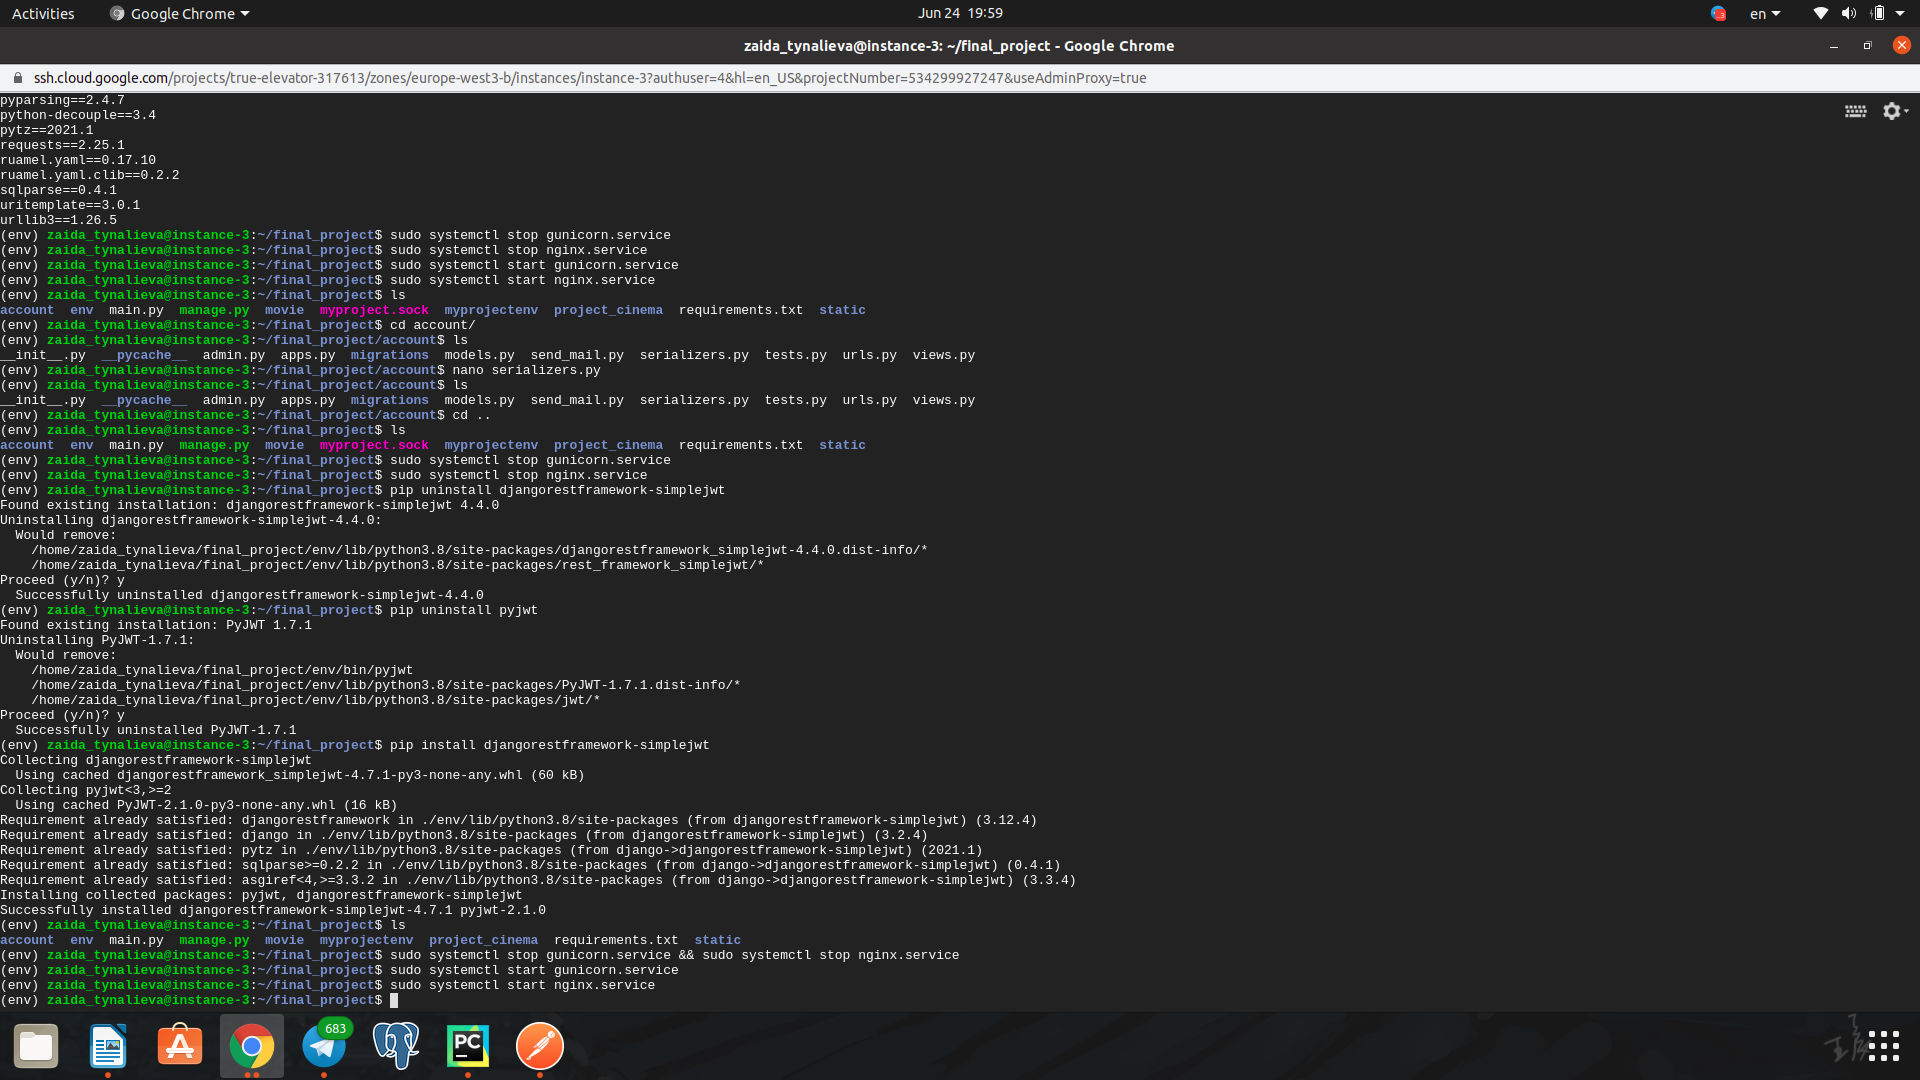 Activities
Google Chrome
Jun 24 19:59
en
zaida_tynalieva@instance-3: ~/final_project - Google Chrome
ssh.cloud.google.com/projects/true-elevator-317613/zones/europe-west3-b/instances/instance-3?authuser=4&hl=en_US&projectNumber=534299927247&useAdminProxy=true
pyparsing==2.4.7
python-decouple==3.4
pytz==2021.1
requests==2.25.1
ruamel.yaml==0.17.10
ruamel.yaml.clib==0.2.2
sqlparse==0.4.1
uritemplate==3.0.1
urllib3==1.26.5
(env) zaida_tynalieva@instance-3:~/final_project$ sudo systemctl stop gunicorn.service
(env) zaida_tynalieva@instance-3:~/final_project$ sudo systemctl stop nginx.service
(env) zaida_tynalieva@instance-3:~/final_project$ sudo systemctl start gunicorn.service
(env) zaida_tynalieva@instance-3:~/final_project$ sudo systemctl start nginx.service
(env) zaida_tynalieva@instance-3:~/final_project$ ls
account  env  main.py  manage.py  movie  myproject.sock  myprojectenv  project_cinema  requirements.txt  static
(env) zaida_tynalieva@instance-3:~/final_project$ cd account/
(env) zaida_tynalieva@instance-3:~/final_project/account$ ls
__init__.py  __pycache__  admin.py  apps.py  migrations  models.py  send_mail.py  serializers.py  tests.py  urls.py  views.py
(env) zaida_tynalieva@instance-3:~/final_project/account$ nano serializers.py
(env) zaida_tynalieva@instance-3:~/final_project/account$ ls
__init__.py  __pycache__  admin.py  apps.py  migrations  models.py  send_mail.py  serializers.py  tests.py  urls.py  views.py
(env) zaida_tynalieva@instance-3:~/final_project/account$ cd ..
(env) zaida_tynalieva@instance-3:~/final_project$ ls
account  env  main.py  manage.py  movie  myproject.sock  myprojectenv  project_cinema  requirements.txt  static
(env) zaida_tynalieva@instance-3:~/final_project$ sudo systemctl stop gunicorn.service
(env) zaida_tynalieva@instance-3:~/final_project$ sudo systemctl stop nginx.service
(env) zaida_tynalieva@instance-3:~/final_project$ pip uninstall djangorestframework-simplejwt
Found existing installation: djangorestframework-simplejwt 4.4.0
Uninstalling djangorestframework-simplejwt-4.4.0:
  Would remove:
    /home/zaida_tynalieva/final_project/env/lib/python3.8/site-packages/djangorestframework_simplejwt-4.4.0.dist-info/*
    /home/zaida_tynalieva/final_project/env/lib/python3.8/site-packages/rest_framework_simplejwt/*
Proceed (y/n)? y
  Successfully uninstalled djangorestframework-simplejwt-4.4.0
(env) zaida_tynalieva@instance-3:~/final_project$ pip uninstall pyjwt
Found existing installation: PyJWT 1.7.1
Uninstalling PyJWT-1.7.1:
  Would remove:
    /home/zaida_tynalieva/final_project/env/bin/pyjwt
    /home/zaida_tynalieva/final_project/env/lib/python3.8/site-packages/PyJWT-1.7.1.dist-info/*
    /home/zaida_tynalieva/final_project/env/lib/python3.8/site-packages/jwt/*
Proceed (y/n)? y
  Successfully uninstalled PyJWT-1.7.1
(env) zaida_tynalieva@instance-3:~/final_project$ pip install djangorestframework-simplejwt
Collecting djangorestframework-simplejwt
  Using cached djangorestframework_simplejwt-4.7.1-py3-none-any.whl (60 kB)
Collecting pyjwt<3,>=2
  Using cached PyJWT-2.1.0-py3-none-any.whl (16 kB)
Requirement already satisfied: djangorestframework in ./env/lib/python3.8/site-packages (from djangorestframework-simplejwt) (3.12.4)
Requirement already satisfied: django in ./env/lib/python3.8/site-packages (from djangorestframework-simplejwt) (3.2.4)
Requirement already satisfied: pytz in ./env/lib/python3.8/site-packages (from django->djangorestframework-simplejwt) (2021.1)
Requirement already satisfied: sqlparse>=0.2.2 in ./env/lib/python3.8/site-packages (from django->djangorestframework-simplejwt) (0.4.1)
Requirement already satisfied: asgiref<4,>=3.3.2 in ./env/lib/python3.8/site-packages (from django->djangorestframework-simplejwt) (3.3.4)
Installing collected packages: pyjwt, djangorestframework-simplejwt
Successfully installed djangorestframework-simplejwt-4.7.1 pyjwt-2.1.0
(env) zaida_tynalieva@instance-3:~/final_project$ ls
account  env  main.py  manage.py  movie  myprojectenv  project_cinema  requirements.txt  static
(env) zaida_tynalieva@instance-3:~/final_project$ sudo systemctl stop gunicorn.service && sudo systemctl stop nginx.service
(env) zaida_tynalieva@instance-3:~/final_project$ sudo systemctl start gunicorn.service
(env) zaida_tynalieva@instance-3:~/final_project$ sudo systemctl start nginx.service
(env) zaida_tynalieva@instance-3:~/final_project$
683
PC